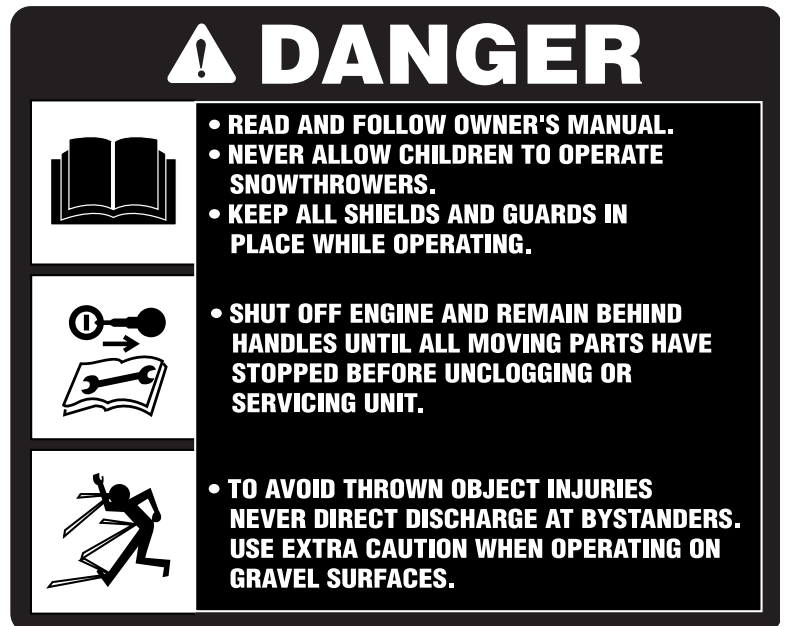 DANGER
• READ AND FOLLOW OWNER'S MANUAL.
• NEVER ALLOW CHILDREN TO OPERATE
SNOWTHROWERS.
• KEEP ALL SHIELDS AND GUARDS IN
PLACE WHILE OPERATING.
• SHUT OFF ENGINE AND REMAIN BEHIND
HANDLES UNTIL ALL MOVING PARTS HAVE
STOPPED BEFORE UNCLOGGING OR
SERVICING UNIT.
• TO AVOID THROWN OBJECT INJURIES
NEVER DIRECT DISCHARGE AT BYSTANDERS.
USE EXTRA CAUTION WHEN OPERATING ON
GRAVEL SURFACES.